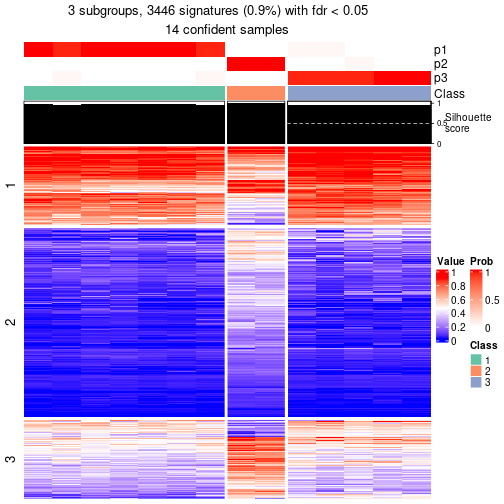 3 subgroups, 3446 signatures (0.9%) with fdr < 0.05
14 confident samples
p1
p2
p3
Class
1
0.5
0
Silhouette
score
1
2
3
Value
1
0.8
0.6
0.4
0.2
0
Prob
1
0.5
0
Class
1
2
3